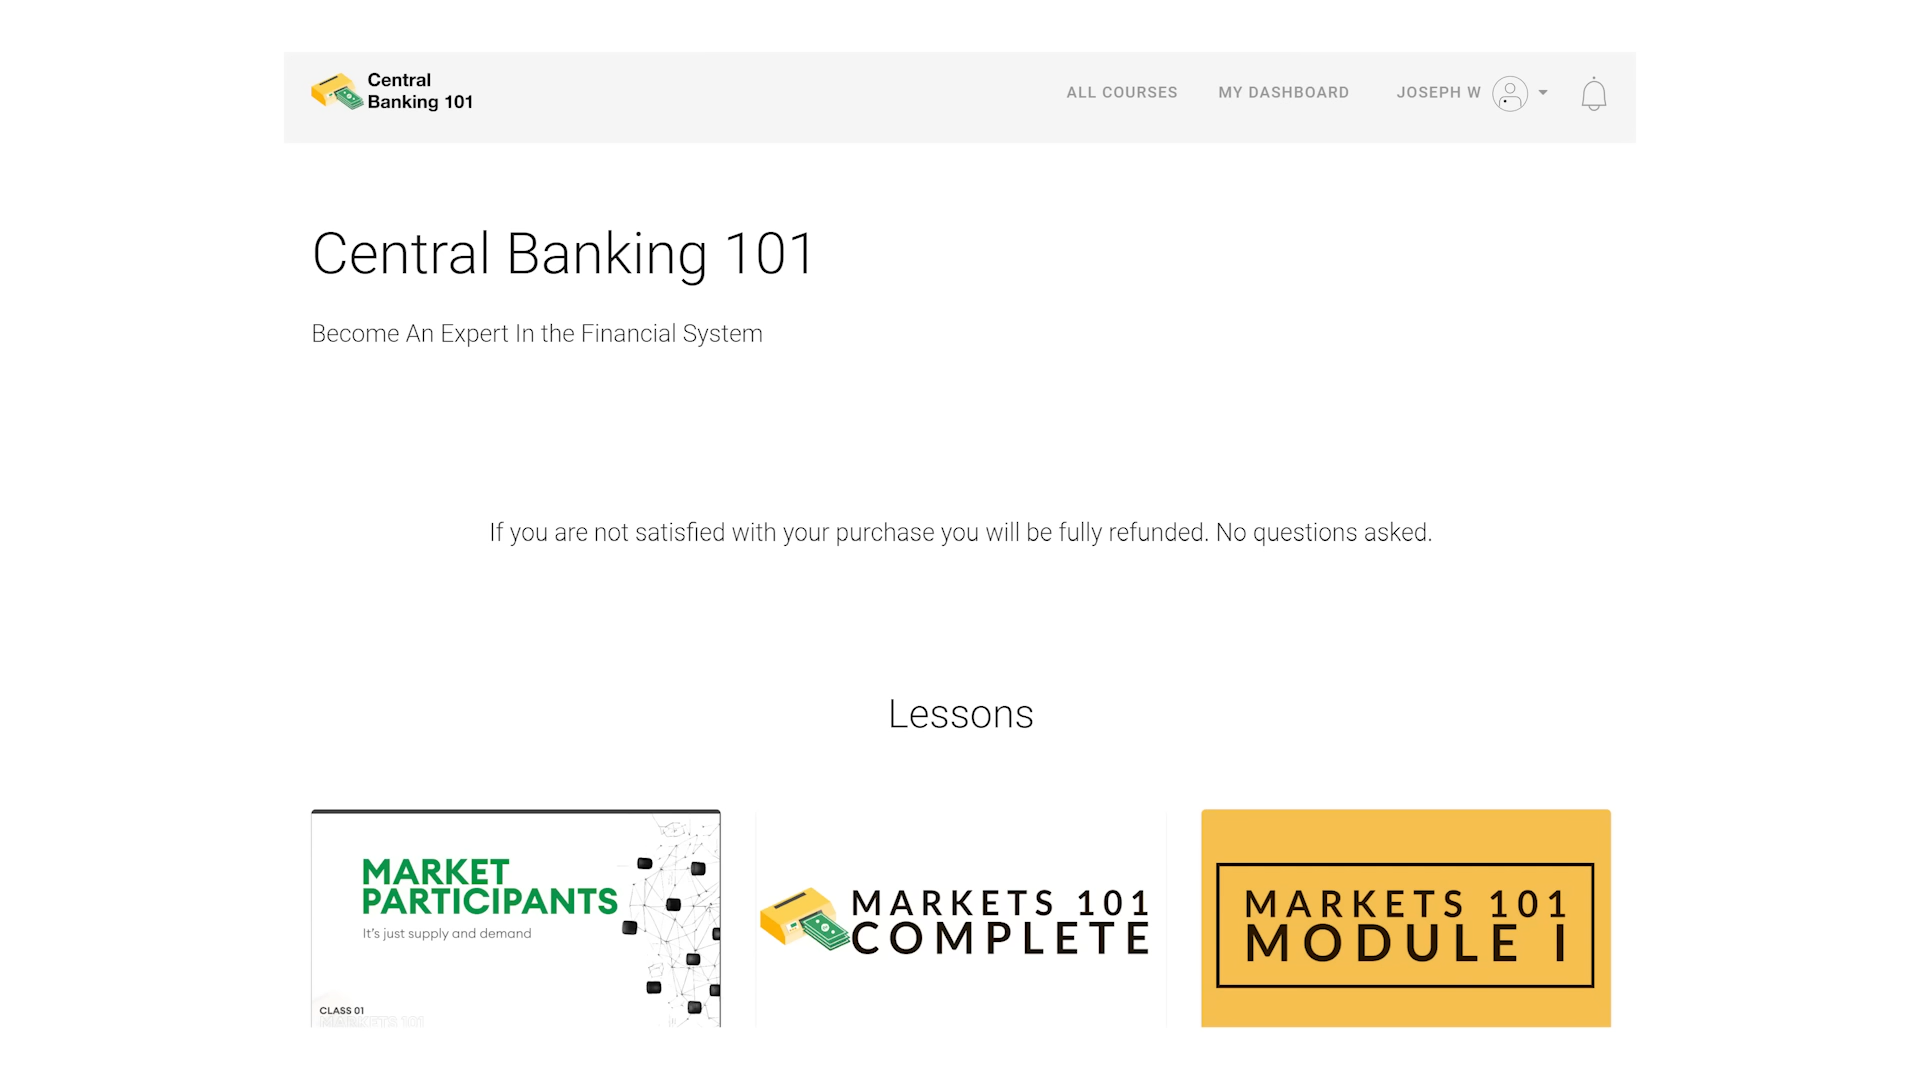 Central
Banking 101
ALL COURSES
MY DASHBOARD
JOSEPH W
Central Banking 101
Become An Expert In the Financial System
If you are not satisfied with your purchase you will be fully refunded. No questions asked.
Lessons
MARKET
PARTICIPANTS
It's just supply and demand
CLASS 01
MARKETS 101
MARKETS 101
COMPLETE
MARKETS 101
MODULE I